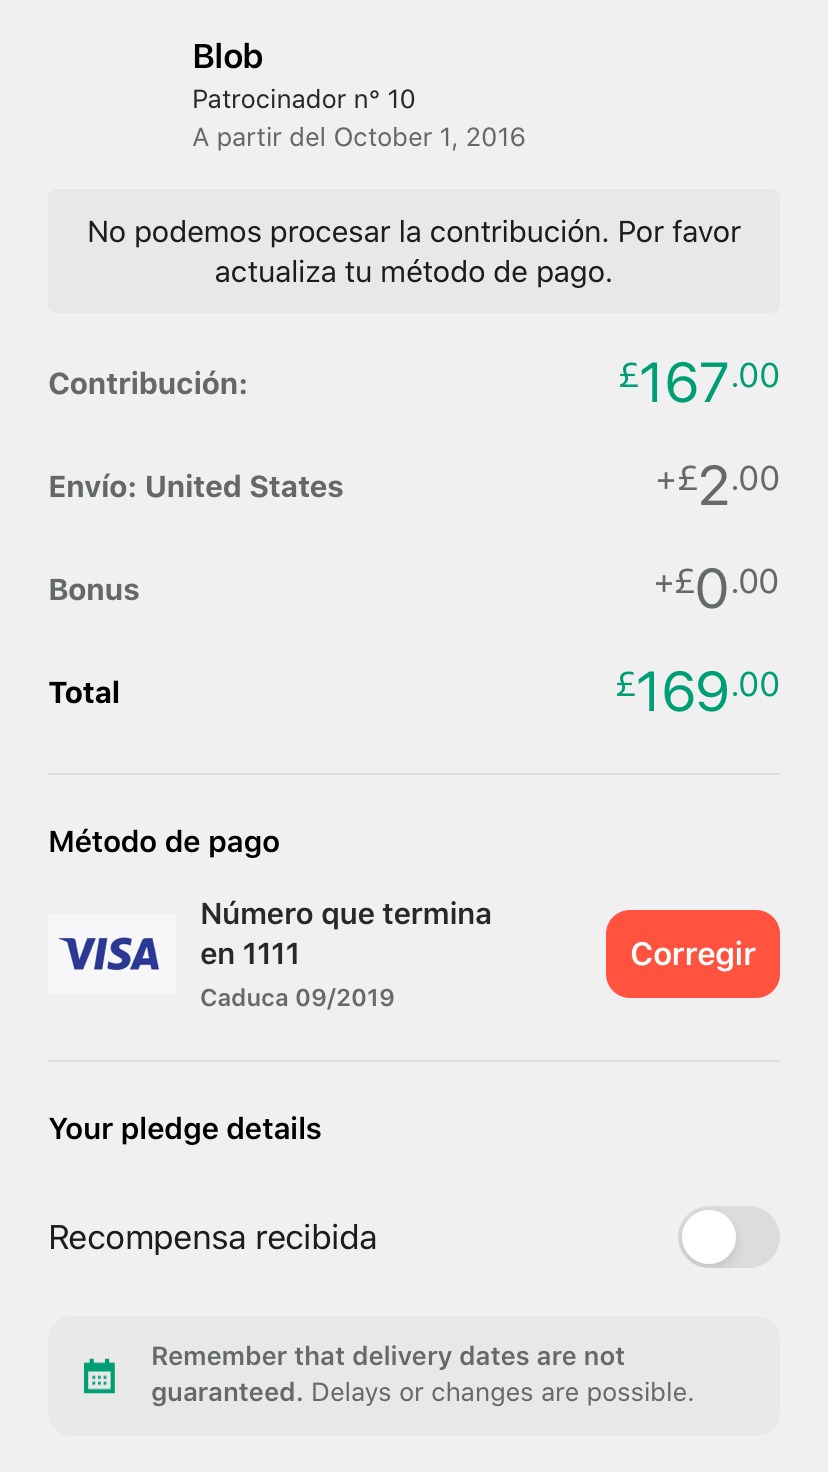 Blob
Patrocinador n° 10
A partir del October 1, 2016
No podemos procesar la contribución. Por favor
actualiza tu método de pago.
Contribución:
£167.00
Envío: United States
+£2.00
Bonus
+£0.00
Total
£169.00
Método de pago
VISA
Número que termina
en 1111
Caduca 09/2019
Corregir
Your pledge details
Recompensa recibida
Remember that delivery dates are not
guaranteed. Delays or changes are possible.